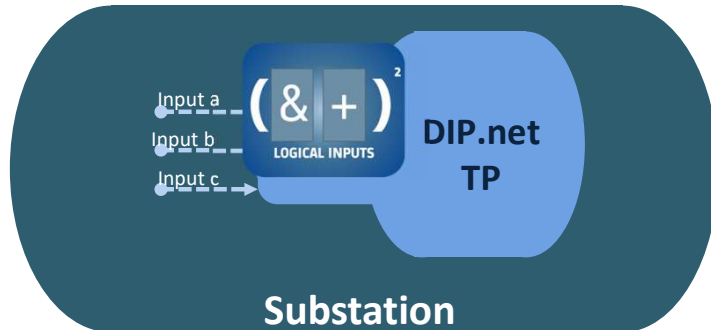 Input a
Input b
Input c
( & + ) ²
LOGICAL INPUTS
DIP.net
TP
Substation